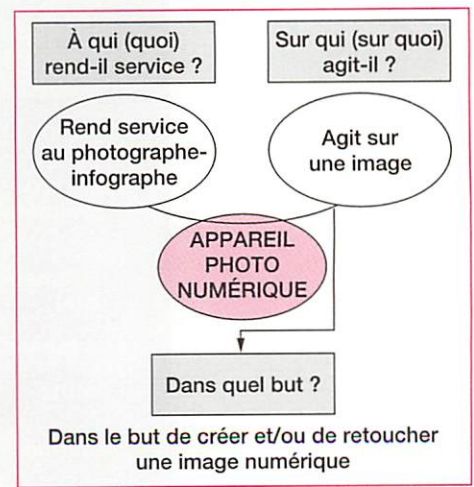 À qui (quoi)
rend-il service ?
Sur qui (sur quoi)
agit-il ?
Rend service
au photographe-
infographe
Agit sur
une image
APPAREIL
PHOTO
NUMÉRIQUE
Dans quel but ?
Dans le but de créer et/ou de retoucher
une image numérique